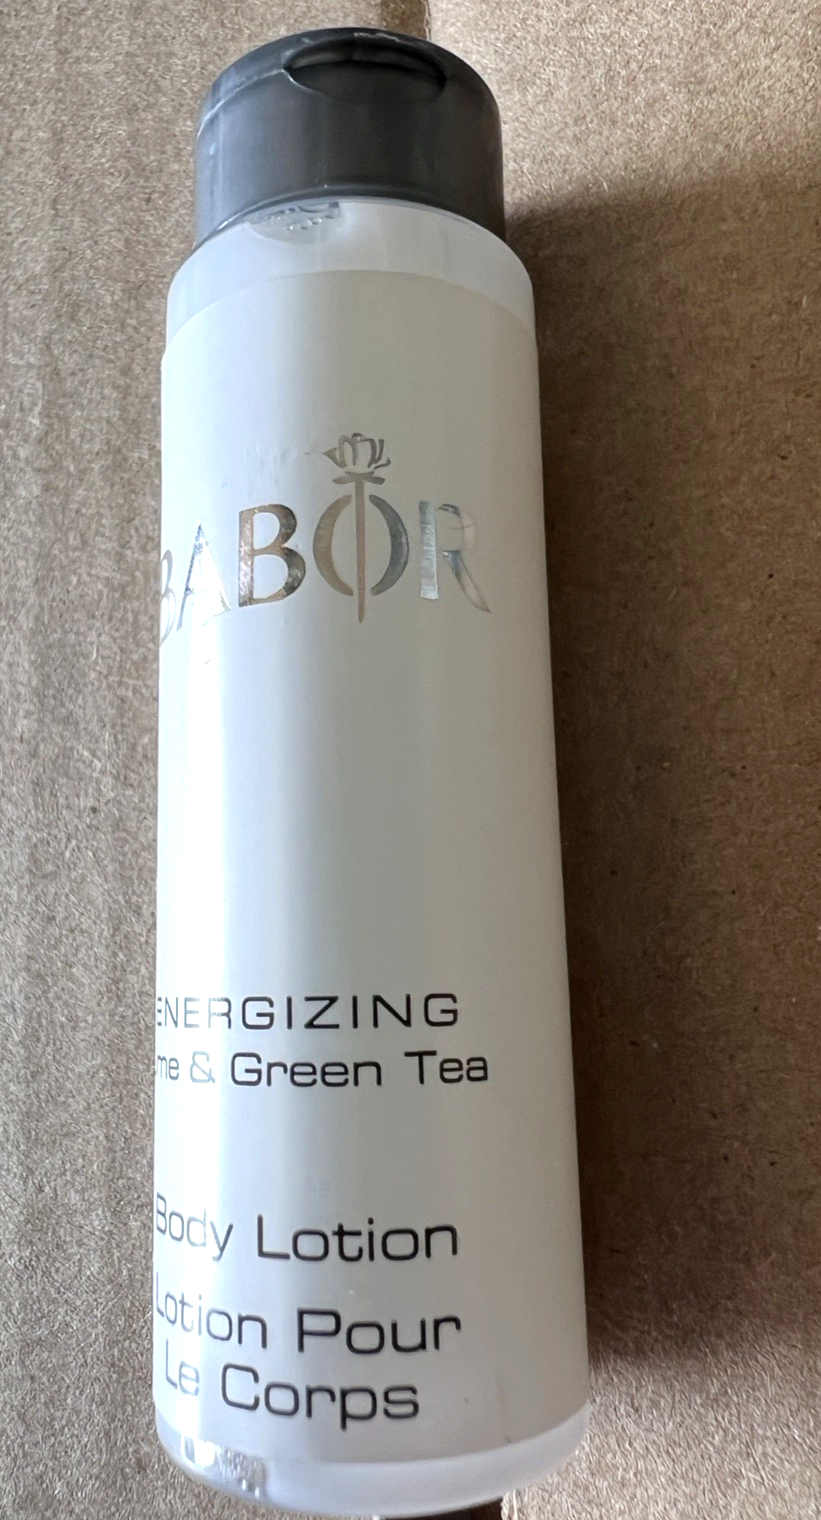 BABOR
ENERGIZING
me & Green Tea
Body Lotion
Lotion Pour
Le Corps